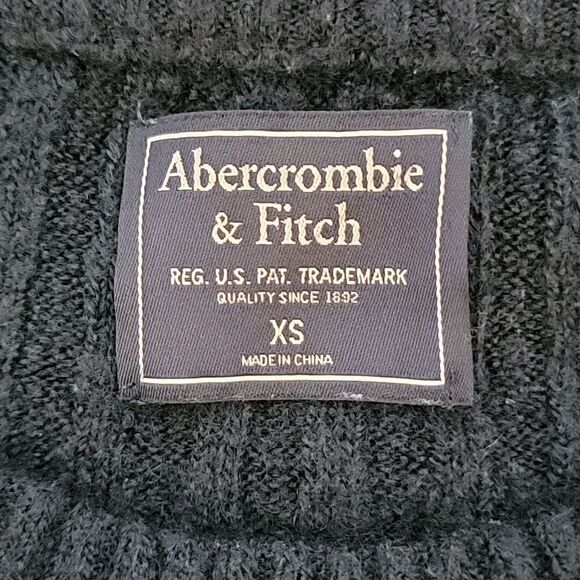 Abercrombie
& Fitch
REG. U.S. PAT. TRADEMARK
QUALITY SINCE 1892
XS
MADE IN CHINA